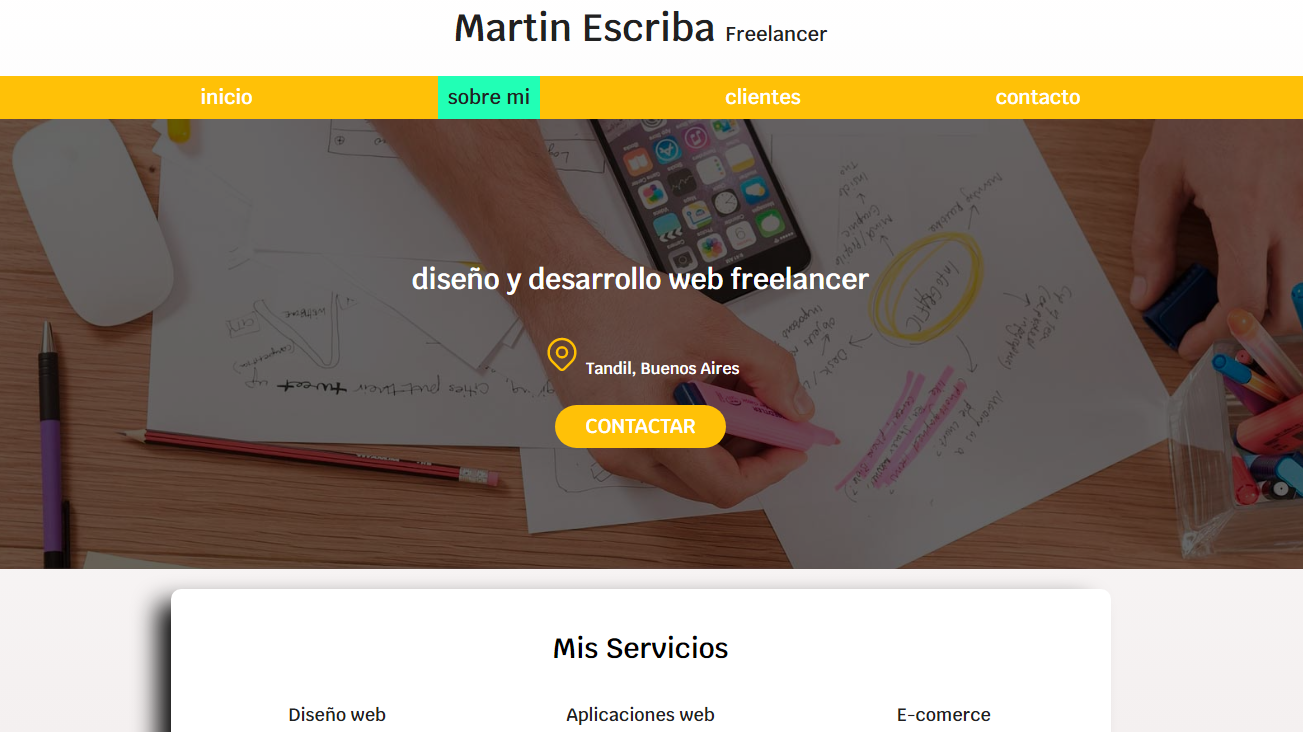 Martin Escriba Freelancer
inicio sobre mi clientes contacto
diseño y desarrollo web freelancer
Tandil, Buenos Aires
CONTACTAR
Mis Servicios
Diseño web Aplicaciones web E-comerce